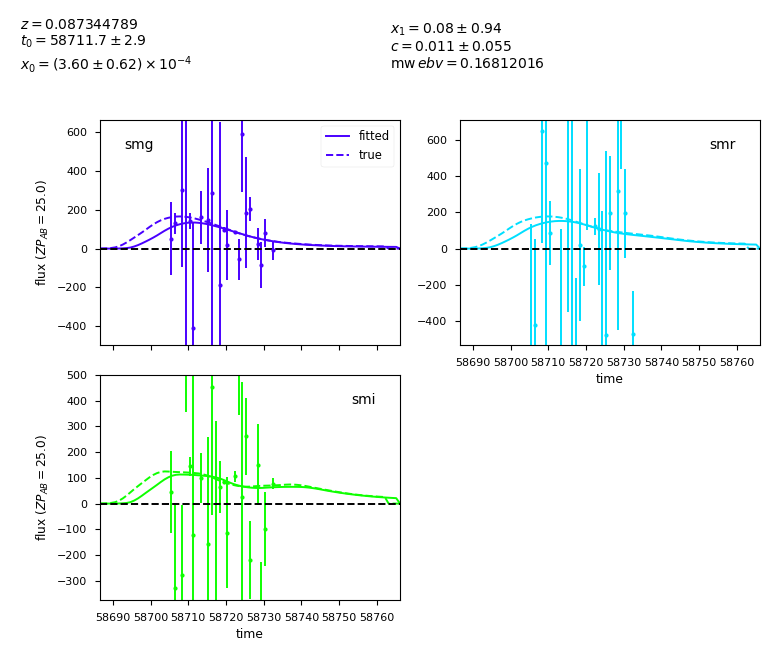 z = 0.087344789
t₀ = 58711.7 ± 2.9
x₀ = (3.60 ± 0.62) × 10⁻⁴
x₁ = 0.08 ± 0.94
c = 0.011 ± 0.055
mwebv = 0.16812016
smg
fitted
true
600
400
200
0
−200
−400
flux (ZP_AB = 25.0)
smr
600
400
200
0
−200
−400
58690 58700 58710 58720 58730 58740 58750 58760
time
smi
500
400
300
200
100
0
−100
−200
−300
flux (ZP_AB = 25.0)
58690 58700 58710 58720 58730 58740 58750 58760
time